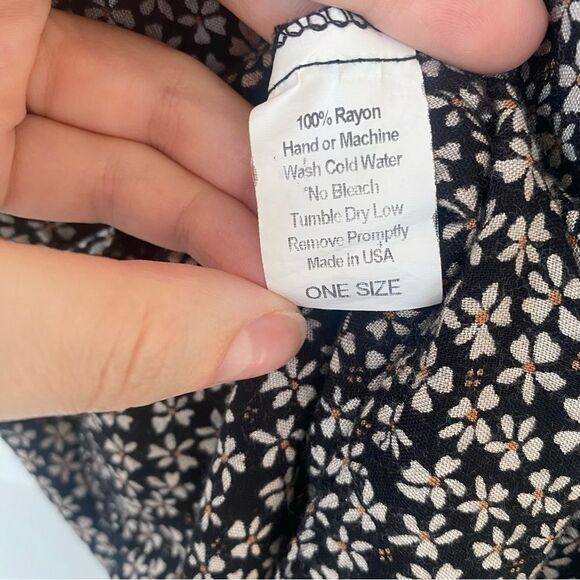 100% Rayon
Hand or Machine
Wash Cold Water
No Bleach
Tumble Dry Low
Remove Promptly
Made in USA
ONE SIZE